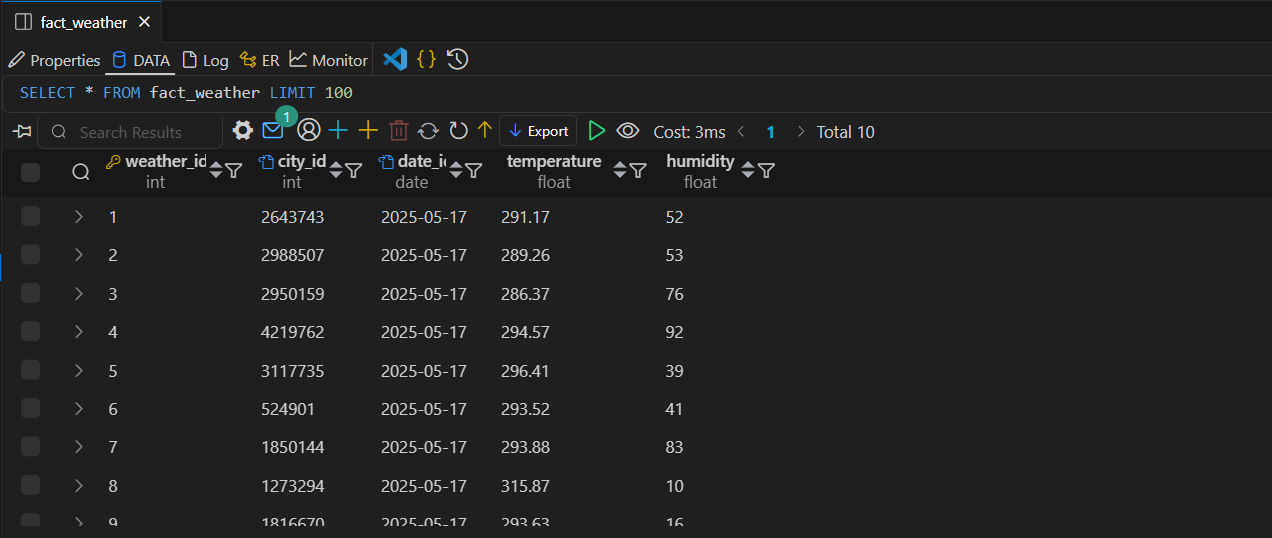 fact_weather
Properties DATA Log ER Monitor
SELECT * FROM fact_weather LIMIT 100
Search Results 1 Export Cost: 3ms 1 Total 10
weather_id city_id date_i temperature humidity
int int date float float
1 2643743 2025-05-17 291.17 52
2 2988507 2025-05-17 289.26 53
3 2950159 2025-05-17 286.37 76
4 4219762 2025-05-17 294.57 92
5 3117735 2025-05-17 296.41 39
6 524901 2025-05-17 293.52 41
7 1850144 2025-05-17 293.88 83
8 1273294 2025-05-17 315.87 10
9 1816670 2025-05-17 293.63 16